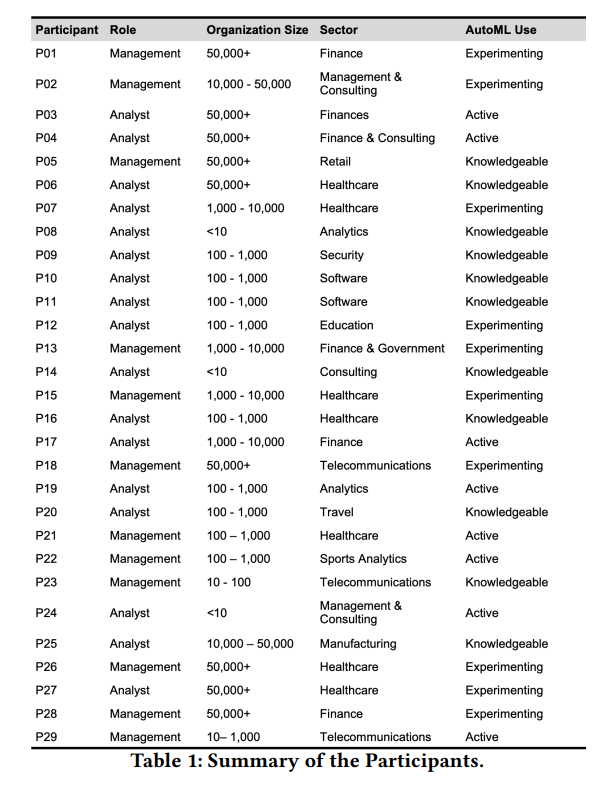 Participant Role Organization Size Sector AutoML Use
P01 Management 50,000+ Finance Experimenting
P02 Management 10,000 - 50,000 Management & Consulting Experimenting
P03 Analyst 50,000+ Finances Active
P04 Analyst 50,000+ Finance & Consulting Active
P05 Management 50,000+ Retail Knowledgeable
P06 Analyst 50,000+ Healthcare Knowledgeable
P07 Analyst 1,000 - 10,000 Healthcare Experimenting
P08 Analyst <10 Analytics Knowledgeable
P09 Analyst 100 - 1,000 Security Knowledgeable
P10 Analyst 100 - 1,000 Software Knowledgeable
P11 Analyst 100 - 1,000 Software Knowledgeable
P12 Analyst 100 - 1,000 Education Experimenting
P13 Management 1,000 - 10,000 Finance & Government Experimenting
P14 Analyst <10 Consulting Knowledgeable
P15 Management 1,000 - 10,000 Healthcare Experimenting
P16 Analyst 100 - 1,000 Healthcare Knowledgeable
P17 Analyst 1,000 - 10,000 Finance Active
P18 Management 50,000+ Telecommunications Experimenting
P19 Analyst 100 - 1,000 Analytics Active
P20 Analyst 100 - 1,000 Travel Knowledgeable
P21 Management 100 – 1,000 Healthcare Active
P22 Management 100 – 1,000 Sports Analytics Active
P23 Management 10 - 100 Telecommunications Knowledgeable
P24 Analyst <10 Management & Consulting Active
P25 Analyst 10,000 – 50,000 Manufacturing Knowledgeable
P26 Management 50,000+ Healthcare Experimenting
P27 Analyst 50,000+ Healthcare Experimenting
P28 Management 50,000+ Finance Experimenting
P29 Management 10– 1,000 Telecommunications Active
Table 1: Summary of the Participants.